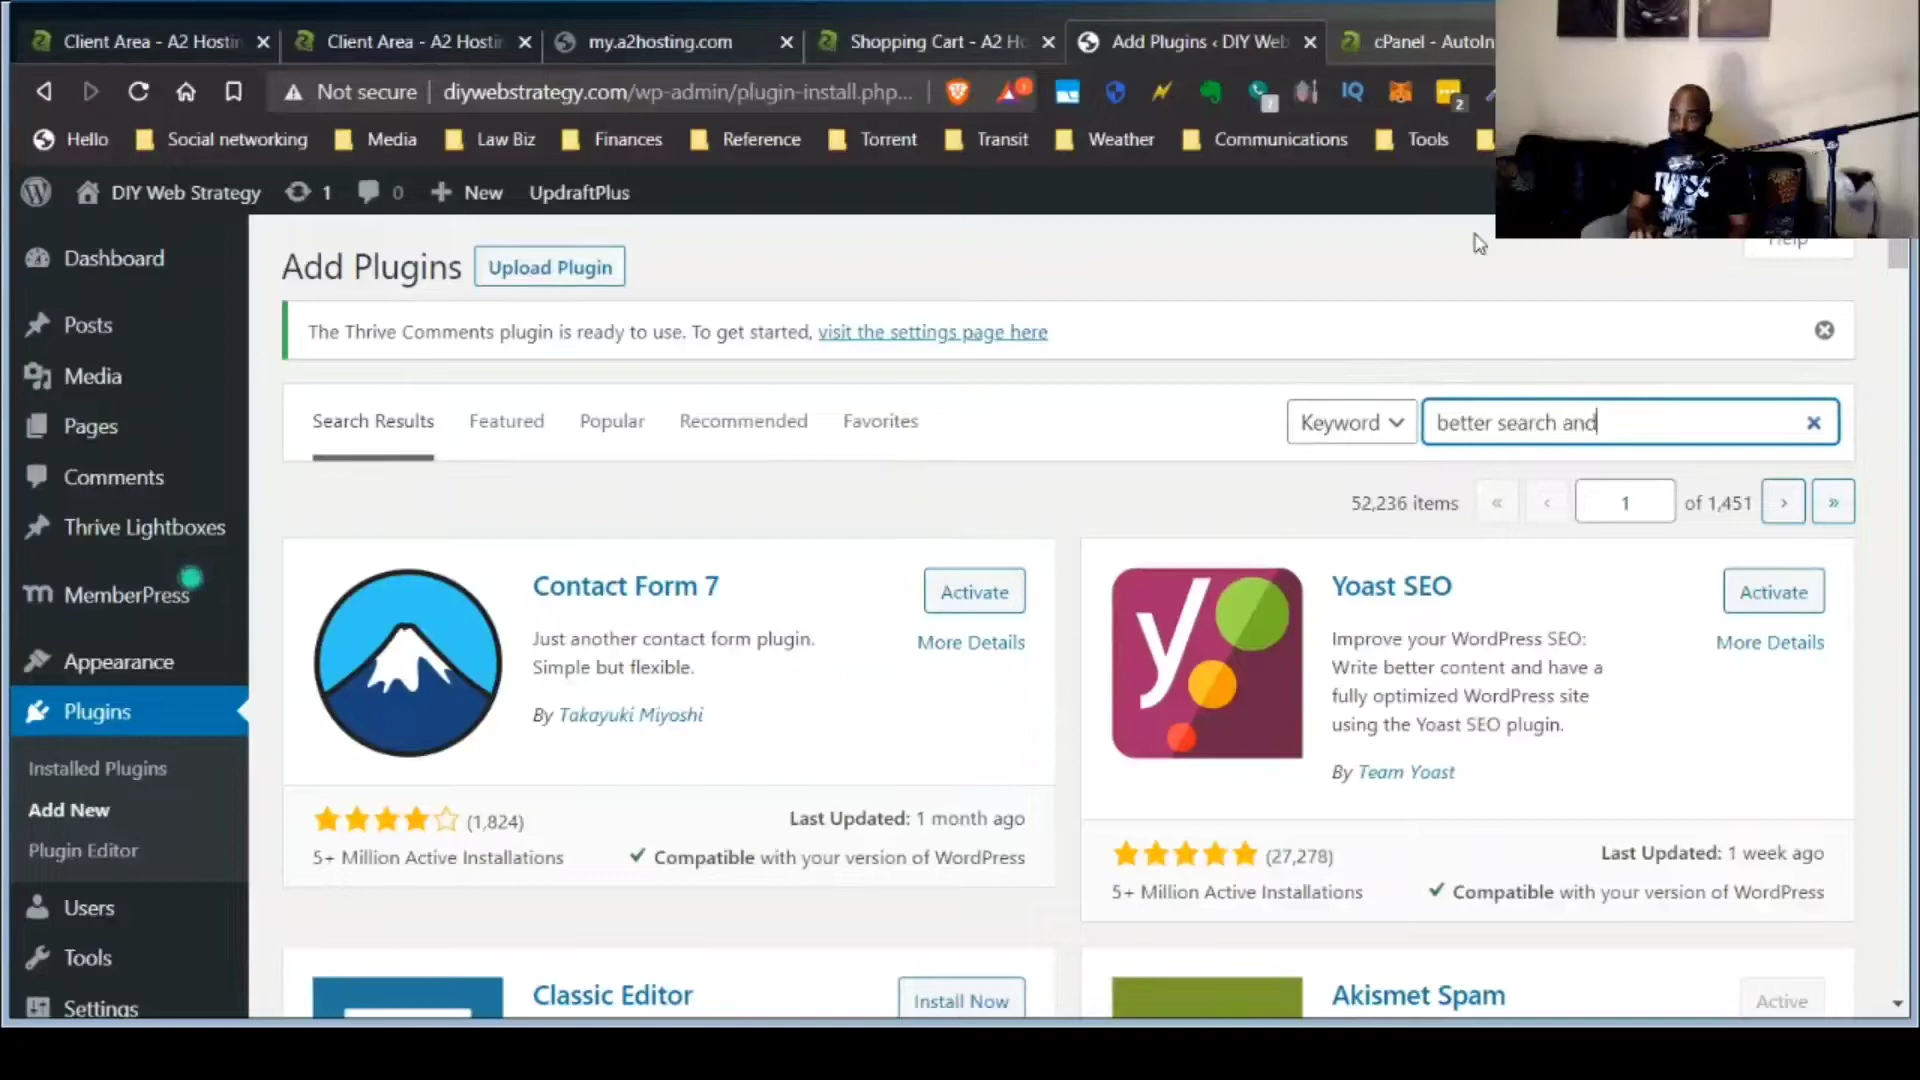 Client Area - A2 Hostin
Client Area - A2 Hostin
my.a2hosting.com
Shopping Cart - A2 Ho
Add Plugins ‹ DIY Web
cPanel - AutoIn
Not secure
diywebstrategy.com/wp-admin/plugin-install.php...
IQ
2
Hello
Social networking
Media
Law Biz
Finances
Reference
Torrent
Transit
Weather
Communications
Tools
DIY Web Strategy
1
0
New
UpdraftPlus
Help
Dashboard
Posts
Media
Pages
Comments
Thrive Lightboxes
MemberPress
Appearance
Plugins
Installed Plugins
Add New
Plugin Editor
Users
Tools
Settings
Add Plugins
Upload Plugin
The Thrive Comments plugin is ready to use. To get started, visit the settings page here
Search Results
Featured
Popular
Recommended
Favorites
Keyword
better search and
52,236 items
«
‹
1
of 1,451
›
»
Contact Form 7
Activate
More Details
Just another contact form plugin.
Simple but flexible.
By Takayuki Miyoshi
(1,824)
Last Updated: 1 month ago
5+ Million Active Installations
Compatible with your version of WordPress
Yoast SEO
Activate
More Details
Improve your WordPress SEO:
Write better content and have a
fully optimized WordPress site
using the Yoast SEO plugin.
By Team Yoast
(27,278)
Last Updated: 1 week ago
5+ Million Active Installations
Compatible with your version of WordPress
Classic Editor
Install Now
Akismet Spam
Active